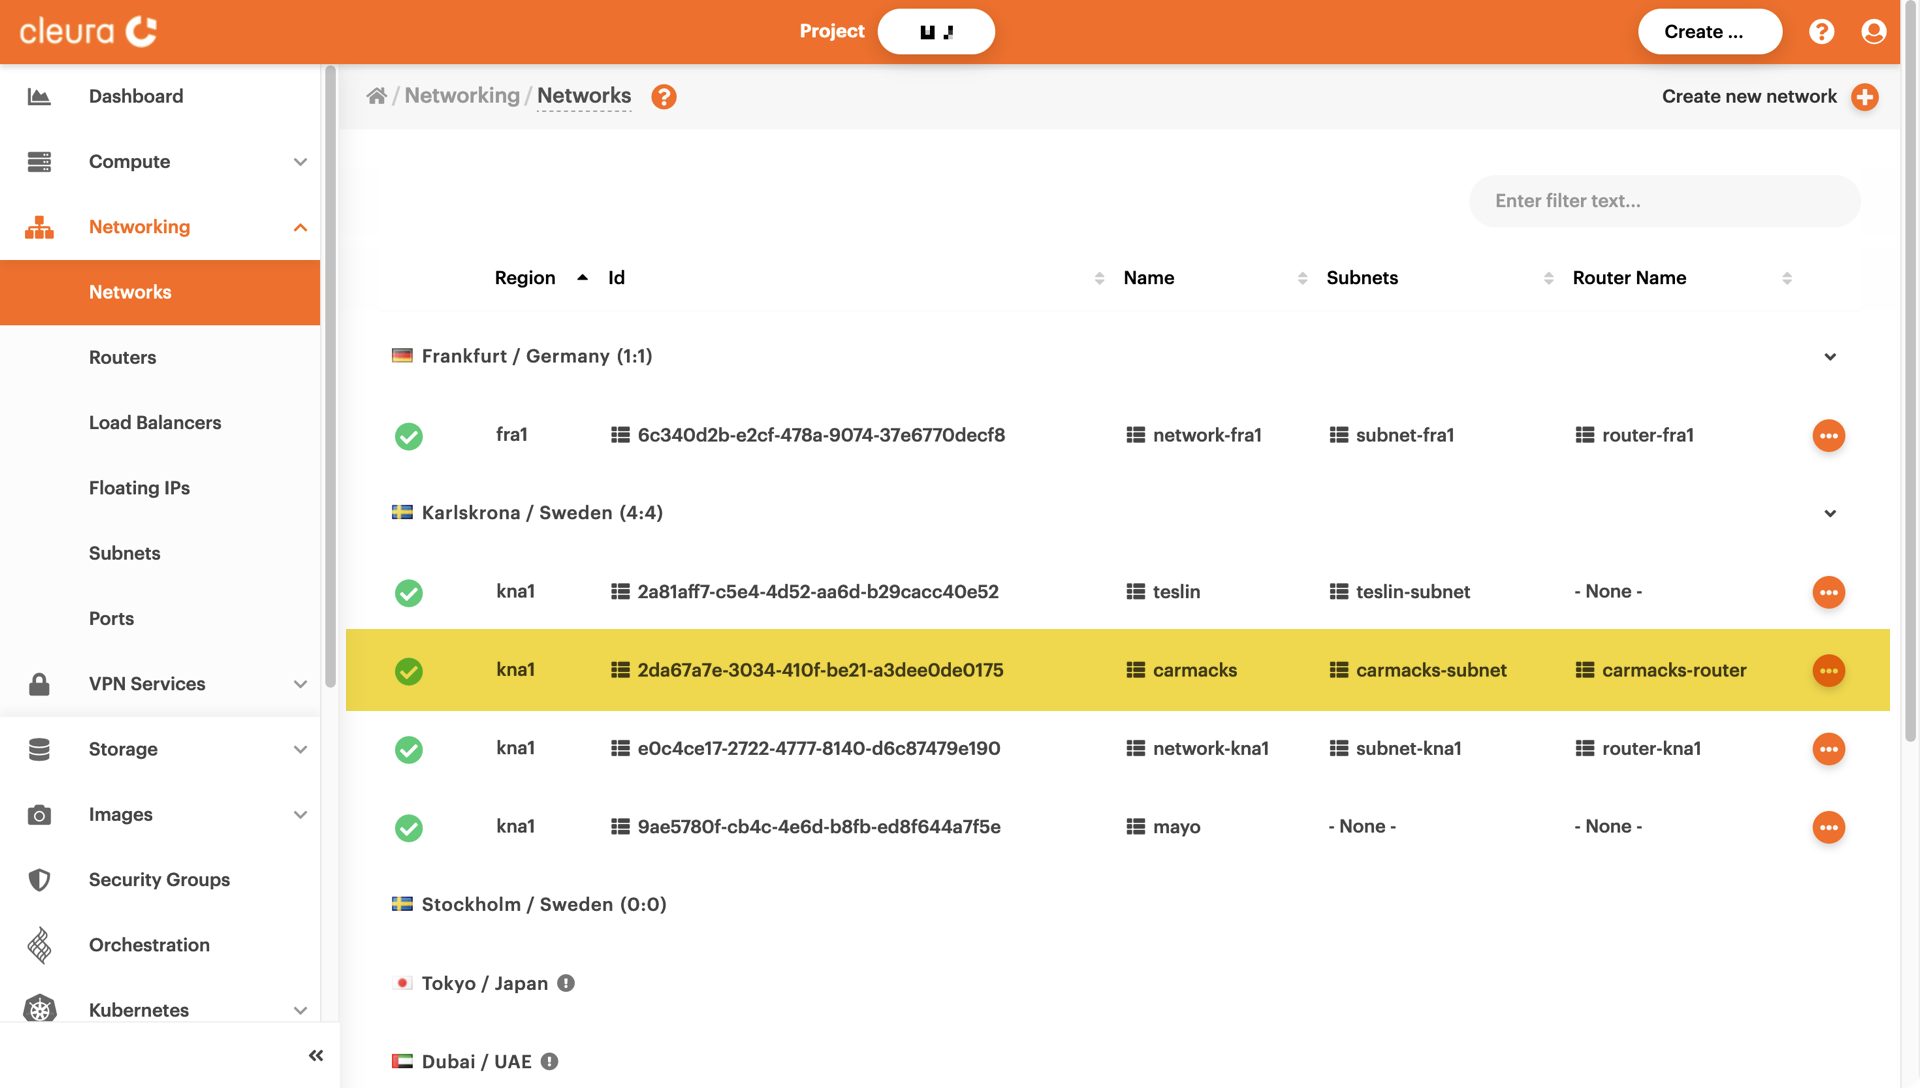 cleura
Project
Create ...
Dashboard
Compute
Networking
Networks
Routers
Load Balancers
Floating IPs
Subnets
Ports
VPN Services
Storage
Images
Security Groups
Orchestration
Kubernetes
/ Networking / Networks
Create new network
Enter filter text...
Region Id Name Subnets Router Name
Frankfurt / Germany (1:1)
fra1 6c340d2b-e2cf-478a-9074-37e6770decf8 network-fra1 subnet-fra1 router-fra1
Karlskrona / Sweden (4:4)
kna1 2a81aff7-c5e4-4d52-aa6d-b29cacc40e52 teslin teslin-subnet - None -
kna1 2da67a7e-3034-410f-be21-a3dee0de0175 carmacks carmacks-subnet carmacks-router
kna1 e0c4ce17-2722-4777-8140-d6c87479e190 network-kna1 subnet-kna1 router-kna1
kna1 9ae5780f-cb4c-4e6d-b8fb-ed8f644a7f5e mayo - None - - None -
Stockholm / Sweden (0:0)
Tokyo / Japan
Dubai / UAE